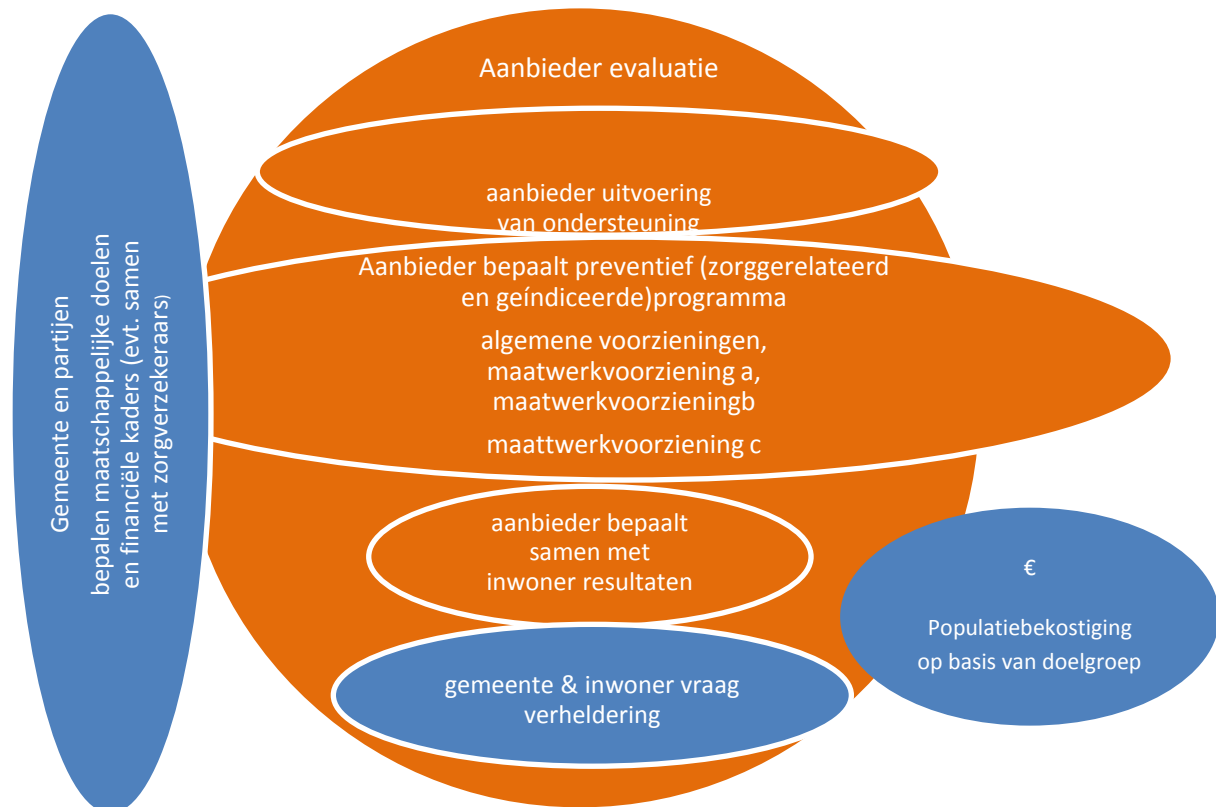 Gemeente en partijen
bepalen maatschappelijke doelen
en financiële kaders (evt. samen
met zorgverzekeraars)
Aanbieder evaluatie
aanbieder uitvoering
van ondersteuning
Aanbieder bepaalt preventief (zorggerelateerd
en geíndiceerde)programma
algemene voorzieningen,
maatwerkvoorziening a,
maatwerkvoorzieningb
maattwerkvoorziening c
aanbieder bepaalt
samen met
inwoner resultaten
gemeente & inwoner vraag
verheldering
€
Populatiebekostiging
op basis van doelgroep